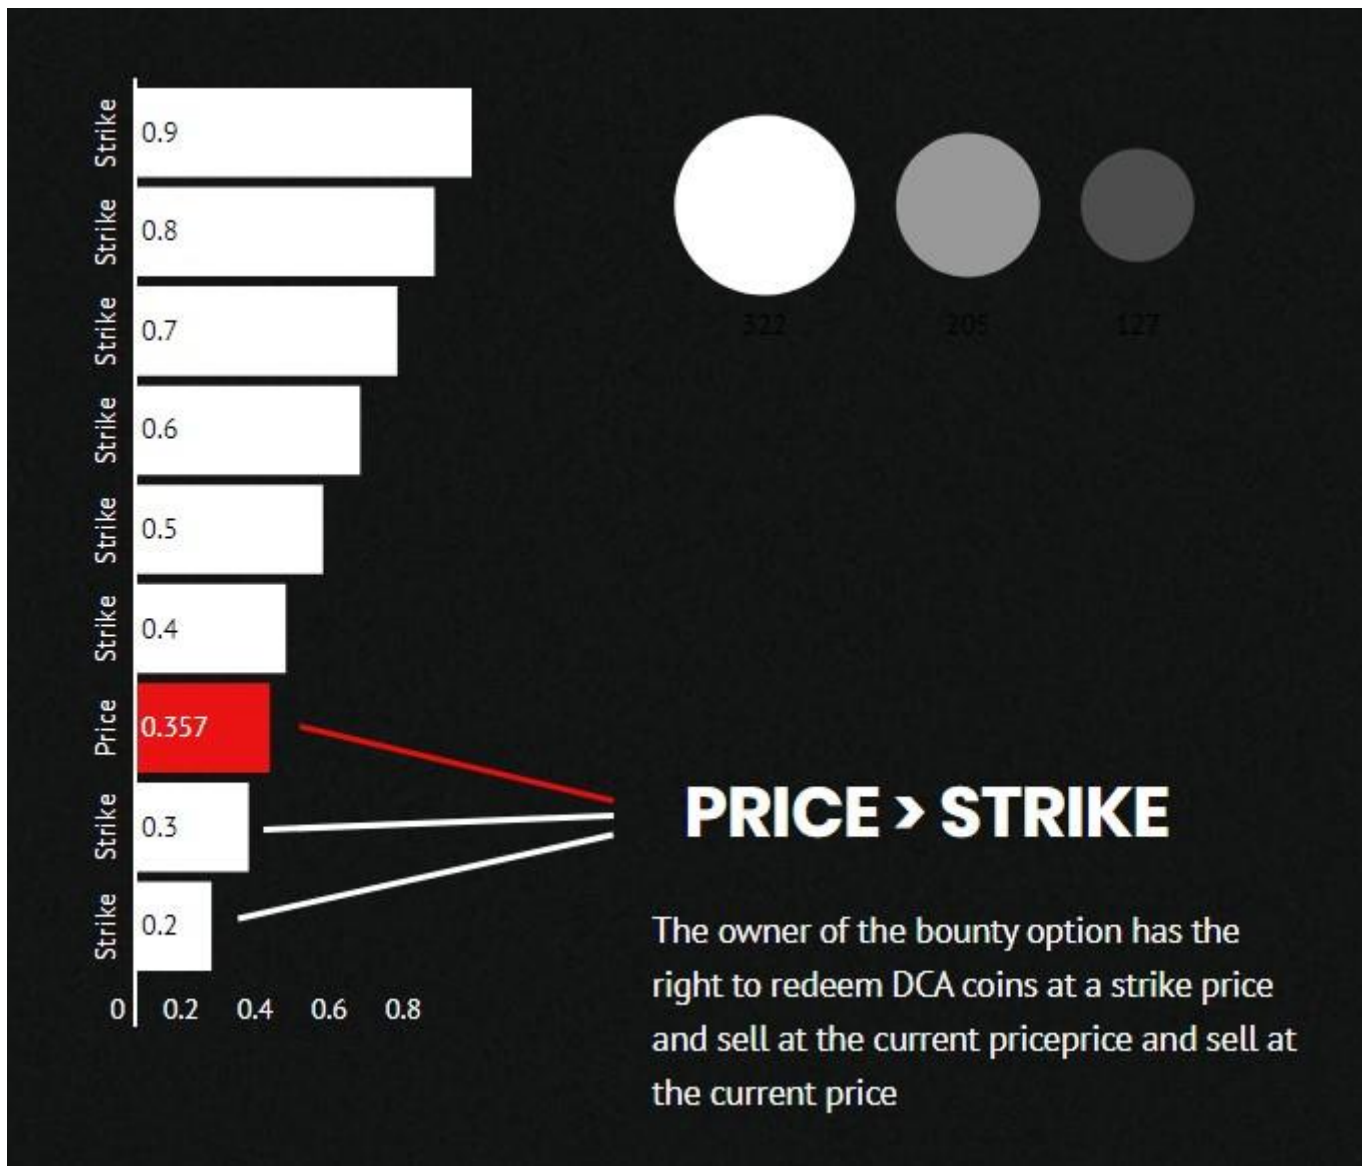 Strike 0.9
Strike 0.8
Strike 0.7
Strike 0.6
Strike 0.5
Strike 0.4
Price 0.357
Strike 0.3
Strike 0.2
0 0.2 0.4 0.6 0.8
322 205 127
PRICE > STRIKE
The owner of the bounty option has the
right to redeem DCA coins at a strike price
and sell at the current priceprice and sell at
the current price